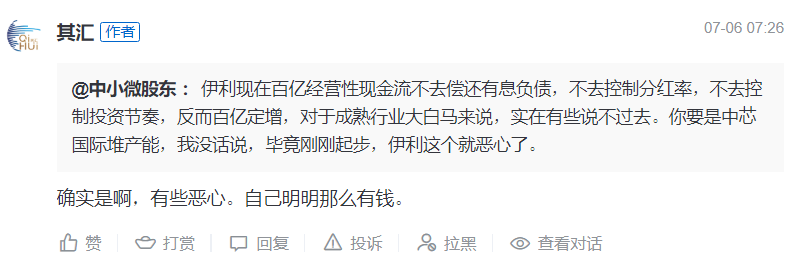 其汇 作者 07-06 07:26
@中小微股东： 伊利现在百亿经营性现金流不去偿还有息负债，不去控制分红率，不去控
制投资节奏，反而百亿定增，对于成熟行业大白马来说，实在有些说不过去。你要是中芯
国际堆产能，我没话说，毕竟刚刚起步，伊利这个就恶心了。
确实是啊，有些恶心。自己明明那么有钱。
赞 打赏 回复 投诉 拉黑 查看对话